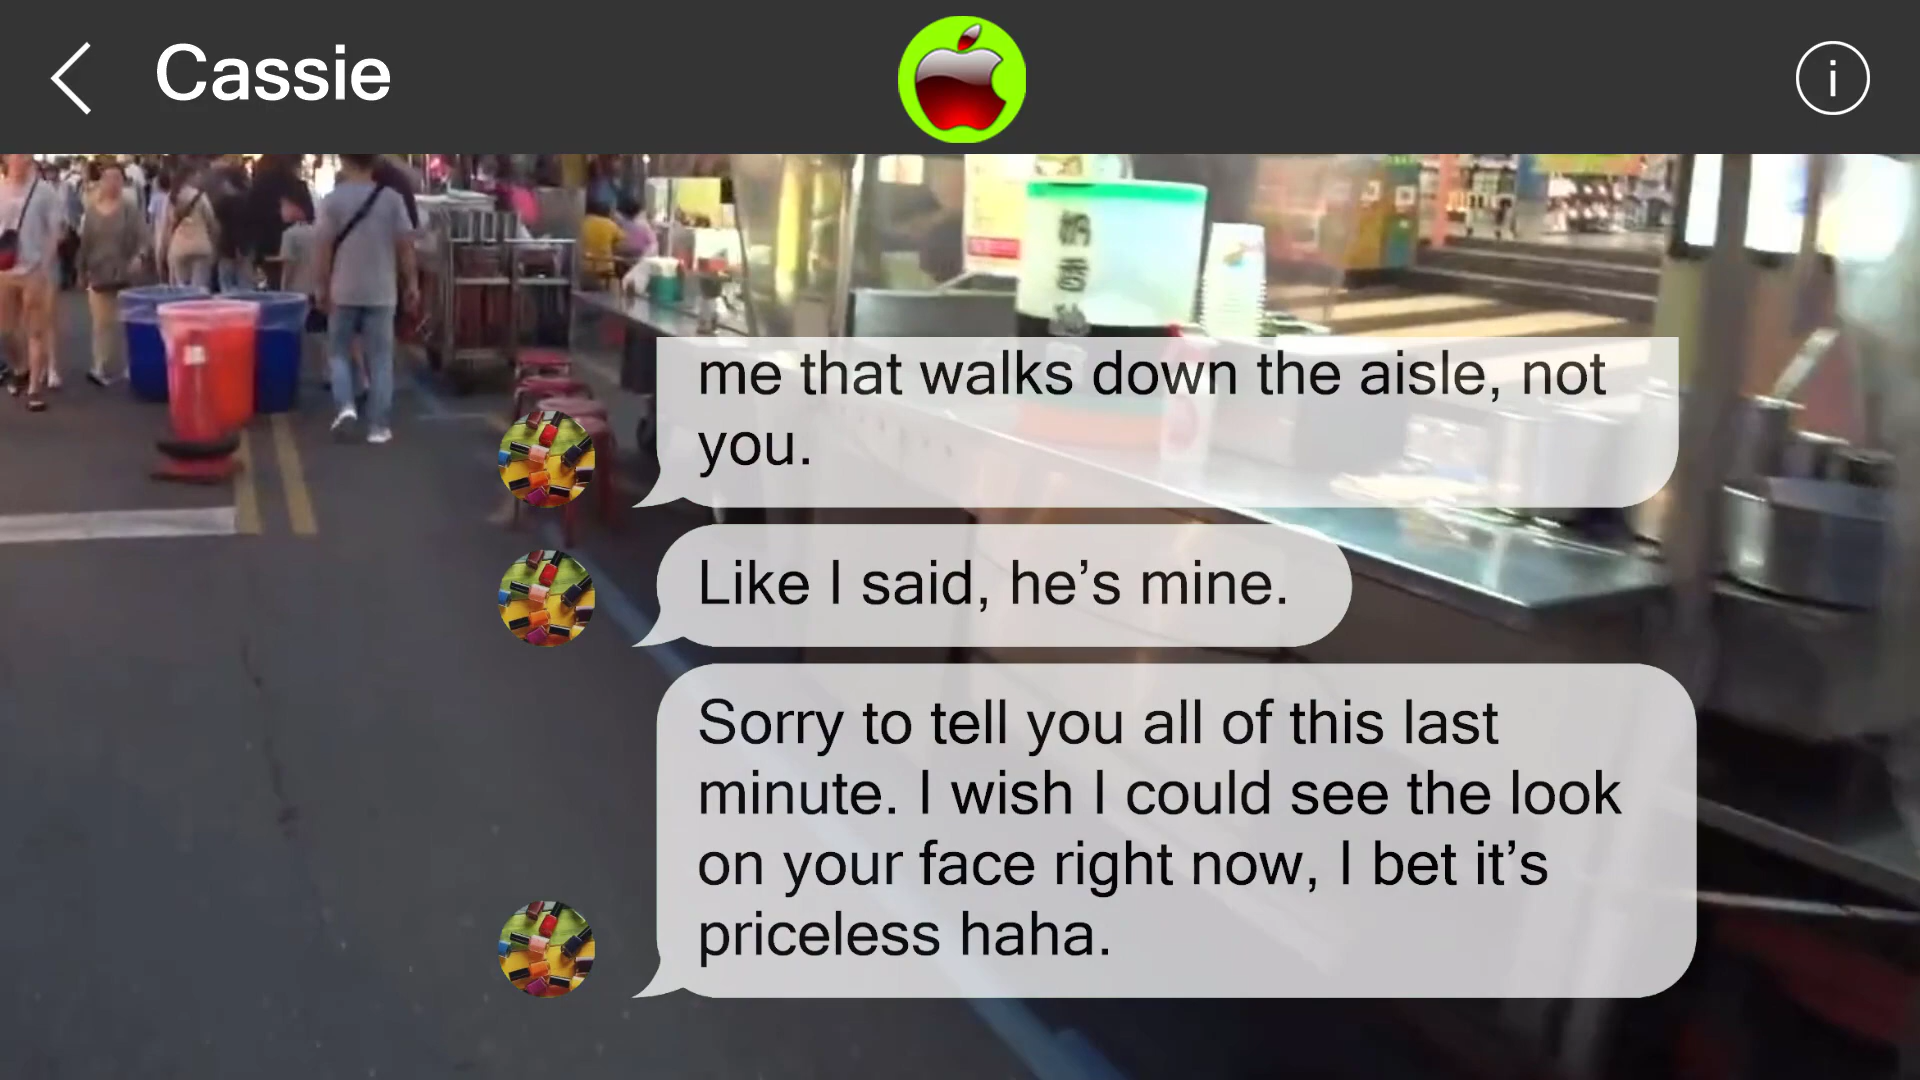 Cassie
me that walks down the aisle, not
you.
Like I said, he’s mine.
Sorry to tell you all of this last
minute. I wish I could see the look
on your face right now, I bet it’s
priceless haha.